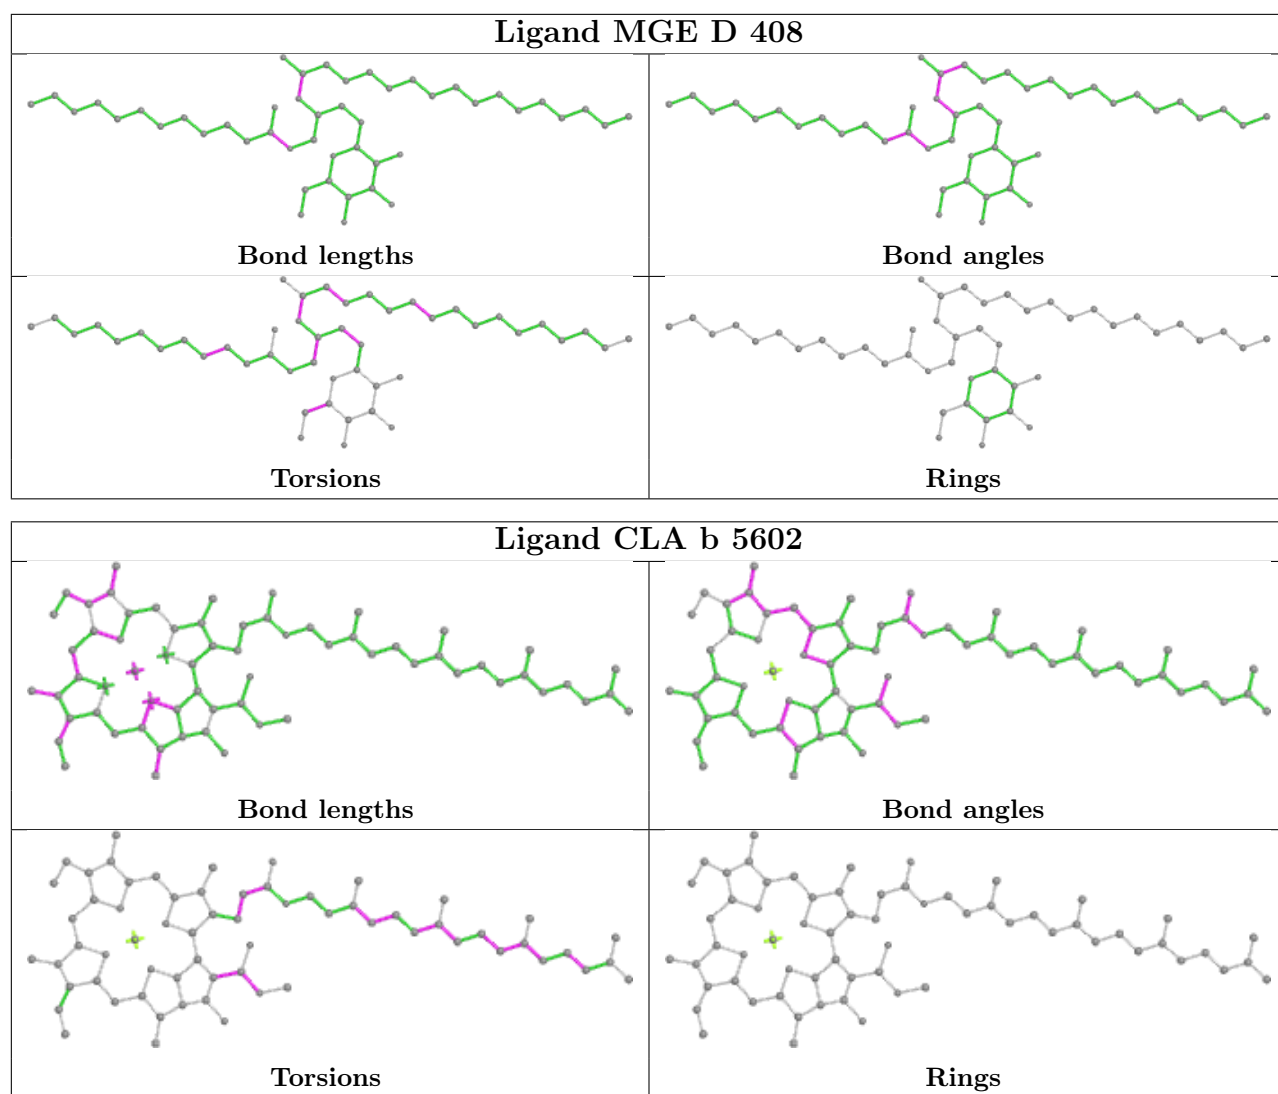 Ligand MGE D 408
Bond lengths
Bond angles
Torsions
Rings
Ligand CLA b 5602
Bond lengths
Bond angles
Torsions
Rings